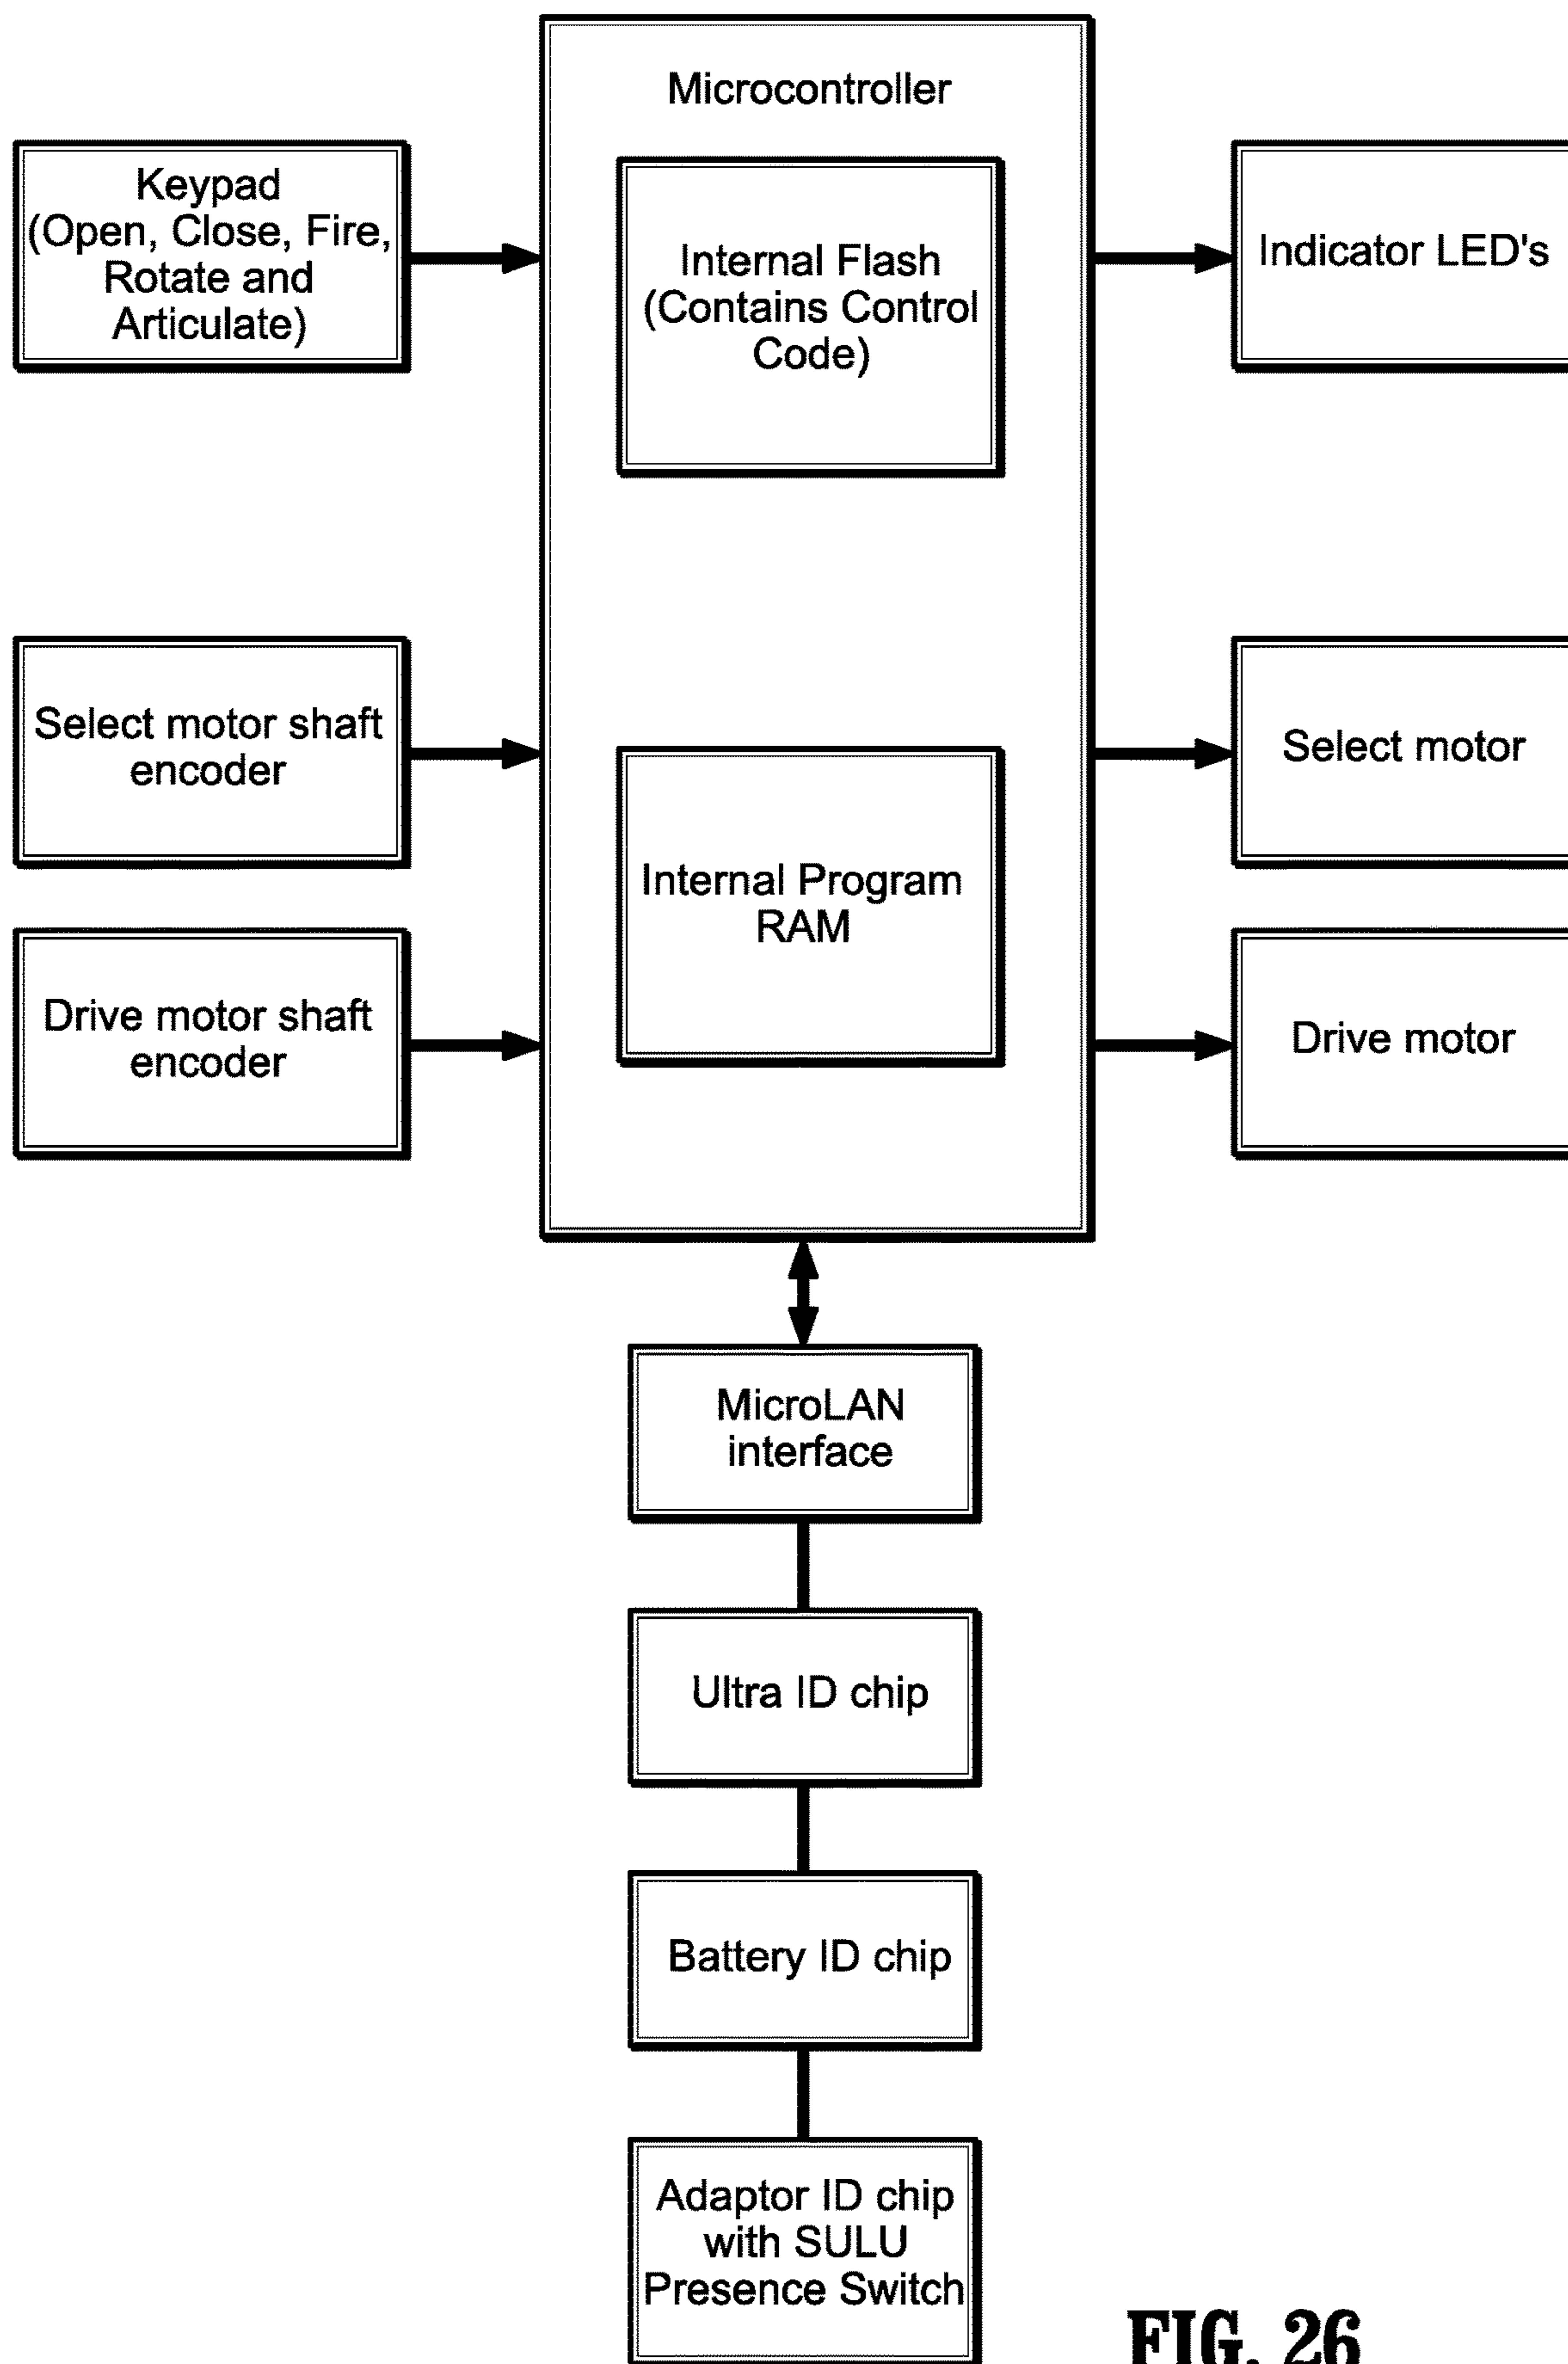 Microcontroller
Keypad
(Open, Close, Fire,
Rotate and
Articulate)
Internal Flash
(Contains Control
Code)
Indicator LED's
Select motor shaft
encoder
Select motor
Internal Program
RAM
Drive motor shaft
encoder
Drive motor
MicroLAN
interface
Ultra ID chip
Battery ID chip
Adaptor ID chip
with SULU
Presence Switch
FIG. 26